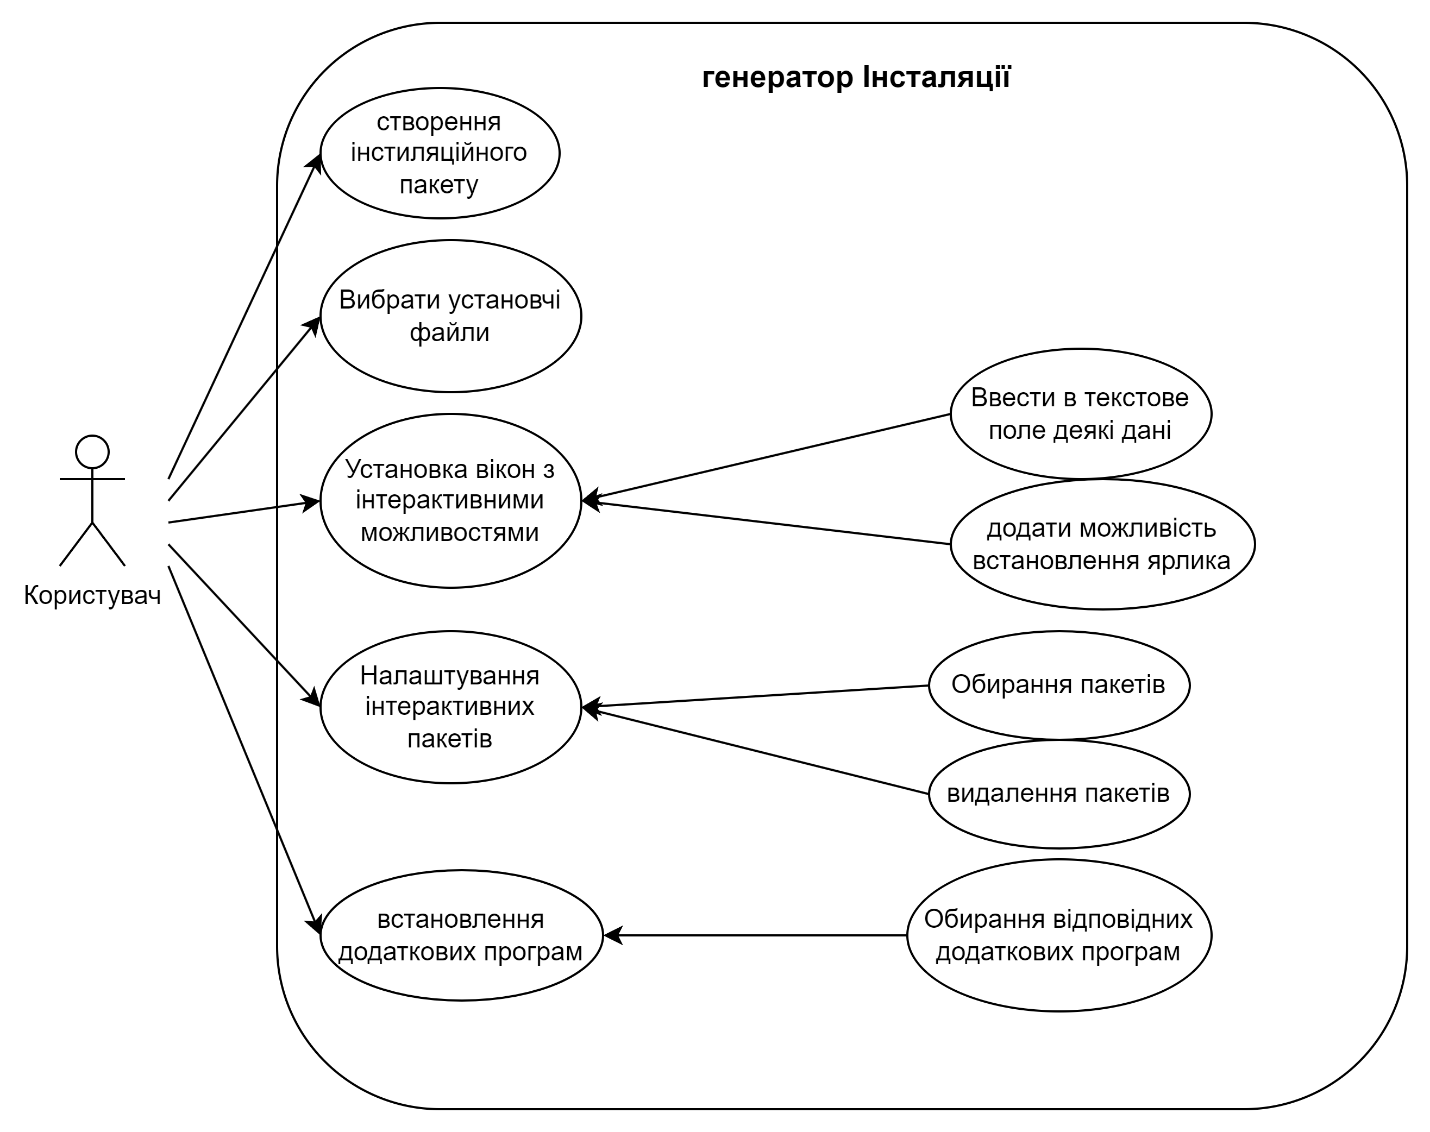 генератор Інсталяції
створення
інстиляційного
пакету
Вибрати установчі
файли
Установка вікон з
інтерактивними
можливостями
Ввести в текстове
поле деякі дані
додати можливість
встановлення ярлика
Користувач
Налаштування
інтерактивних
пакетів
Обирання пакетів
видалення пакетів
встановлення
додаткових програм
Обирання відповідних
додаткових програм